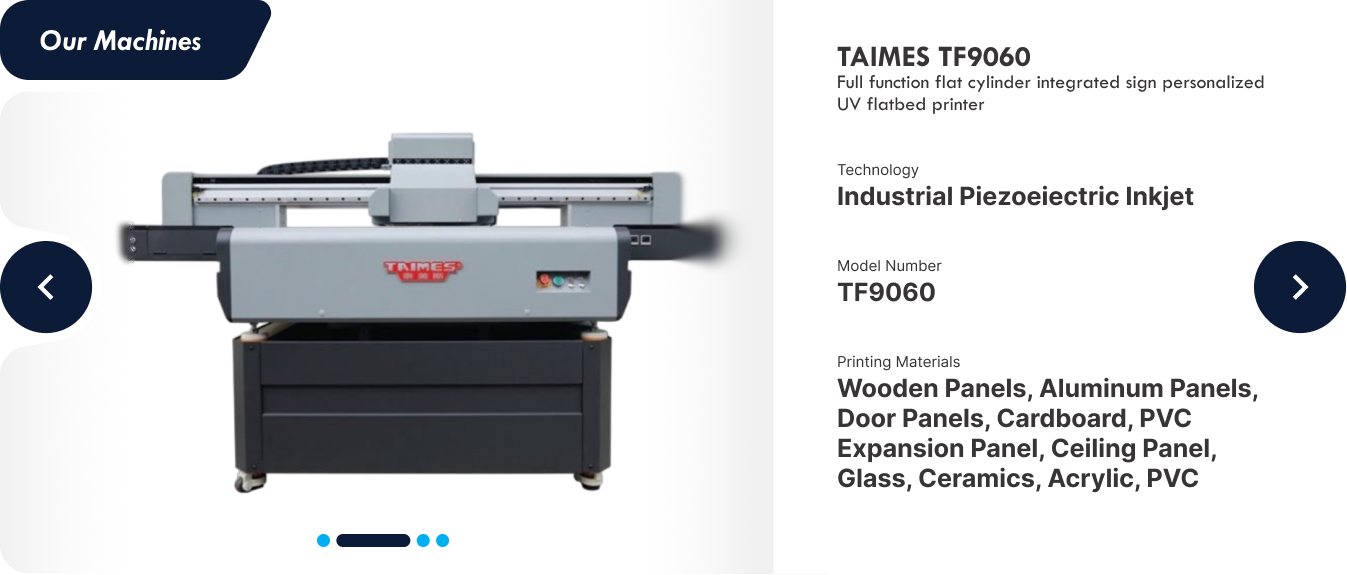 Our Machines
TAIMES TF9060
Full function flat cylinder integrated sign personalized
UV flatbed printer
Technology
Industrial Piezoeiectric Inkjet
Model Number
TF9060
Printing Materials
Wooden Panels, Aluminum Panels,
Door Panels, Cardboard, PVC
Expansion Panel, Ceiling Panel,
Glass, Ceramics, Acrylic, PVC
TAIMES